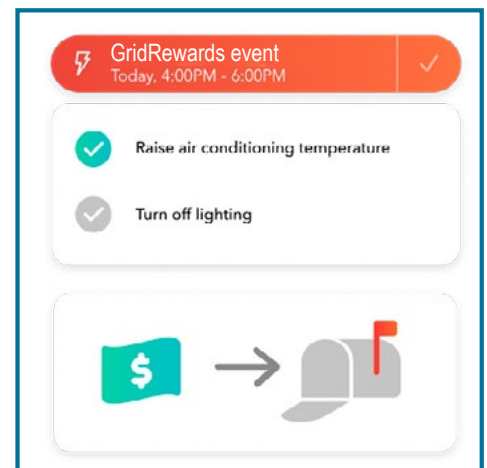 GridRewards event
Today, 4:00PM - 6:00PM
Raise air conditioning temperature
Turn off lighting
$